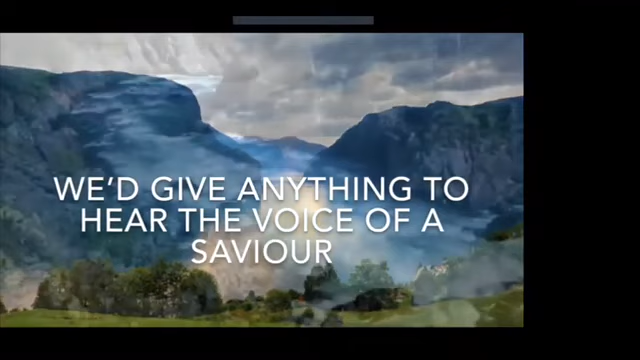 WE’D GIVE ANYTHING TO
HEAR THE VOICE OF A
SAVIOUR